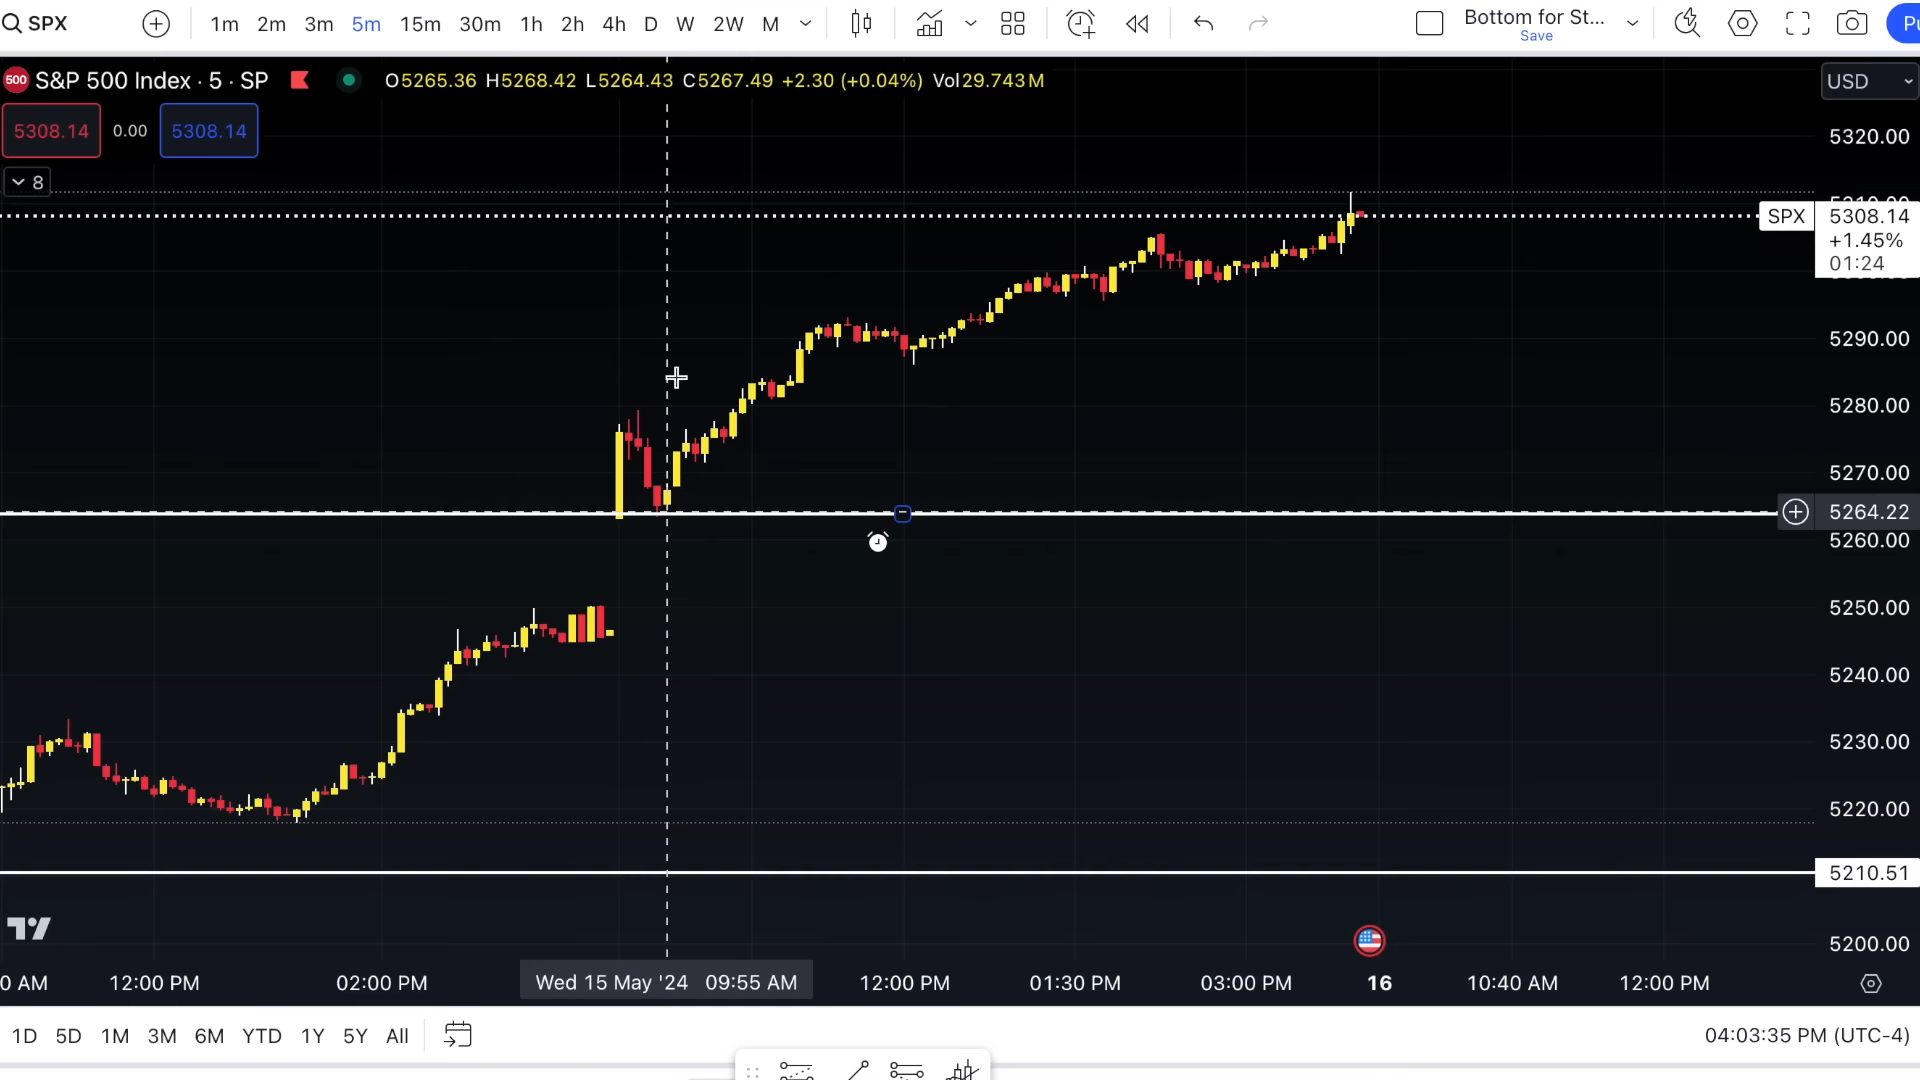 SPX 1m 2m 3m 5m 15m 30m 1h 2h 4h D W 2W M Bottom for St... Save
500 S&P 500 Index · 5 · SP O5265.36 H5268.42 L5264.43 C5267.49 +2.30 (+0.04%) Vol29.743M USD
5308.14 0.00 5308.14
8
5320.00
SPX 5308.14
+1.45%
01:24
5290.00
5280.00
5270.00
5264.22
5260.00
5250.00
5240.00
5230.00
5220.00
5210.51
5200.00
0 AM 12:00 PM 02:00 PM Wed 15 May '24 09:55 AM 12:00 PM 01:30 PM 03:00 PM 16 10:40 AM 12:00 PM
1D 5D 1M 3M 6M YTD 1Y 5Y All 04:03:35 PM (UTC-4)